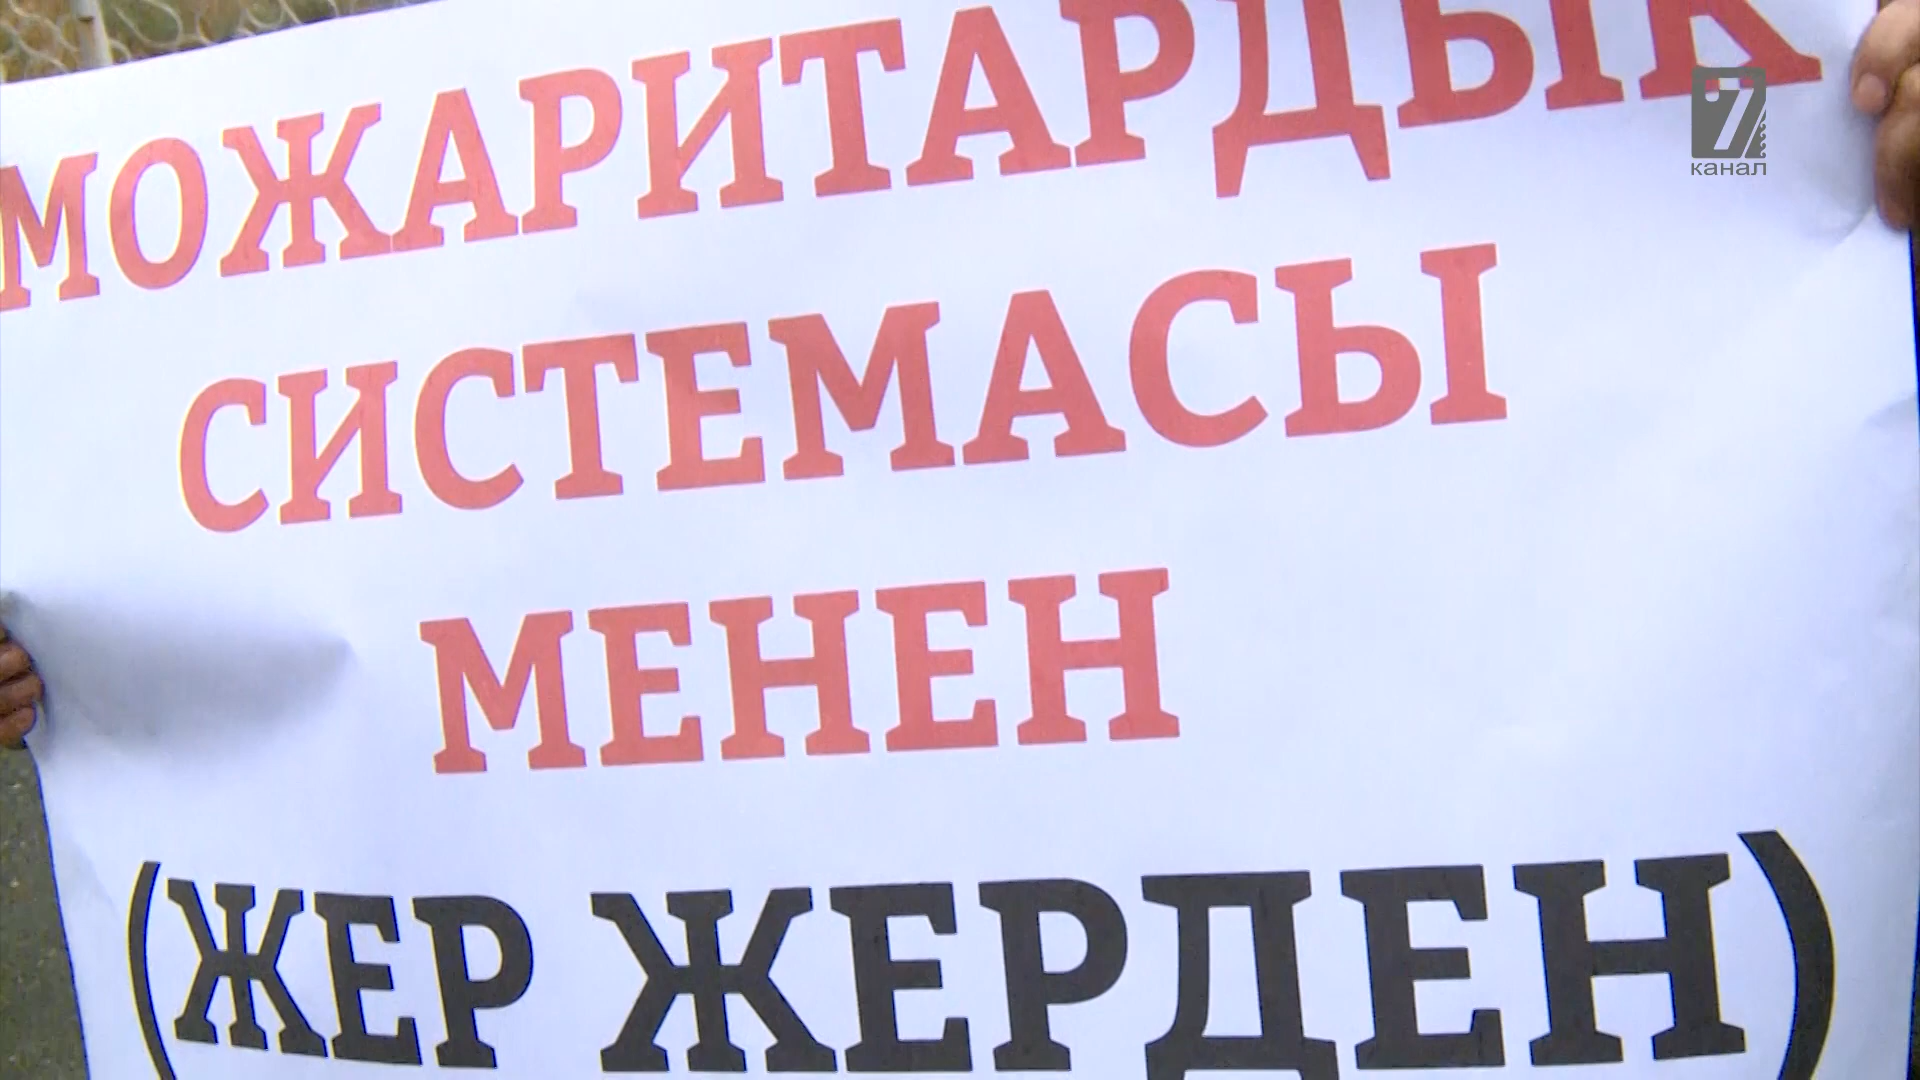 МОЖАРИТАРДЫК
7
канал
СИСТЕМАСЫ
МЕНЕН
(ЖЕР ЖЕРДЕН)